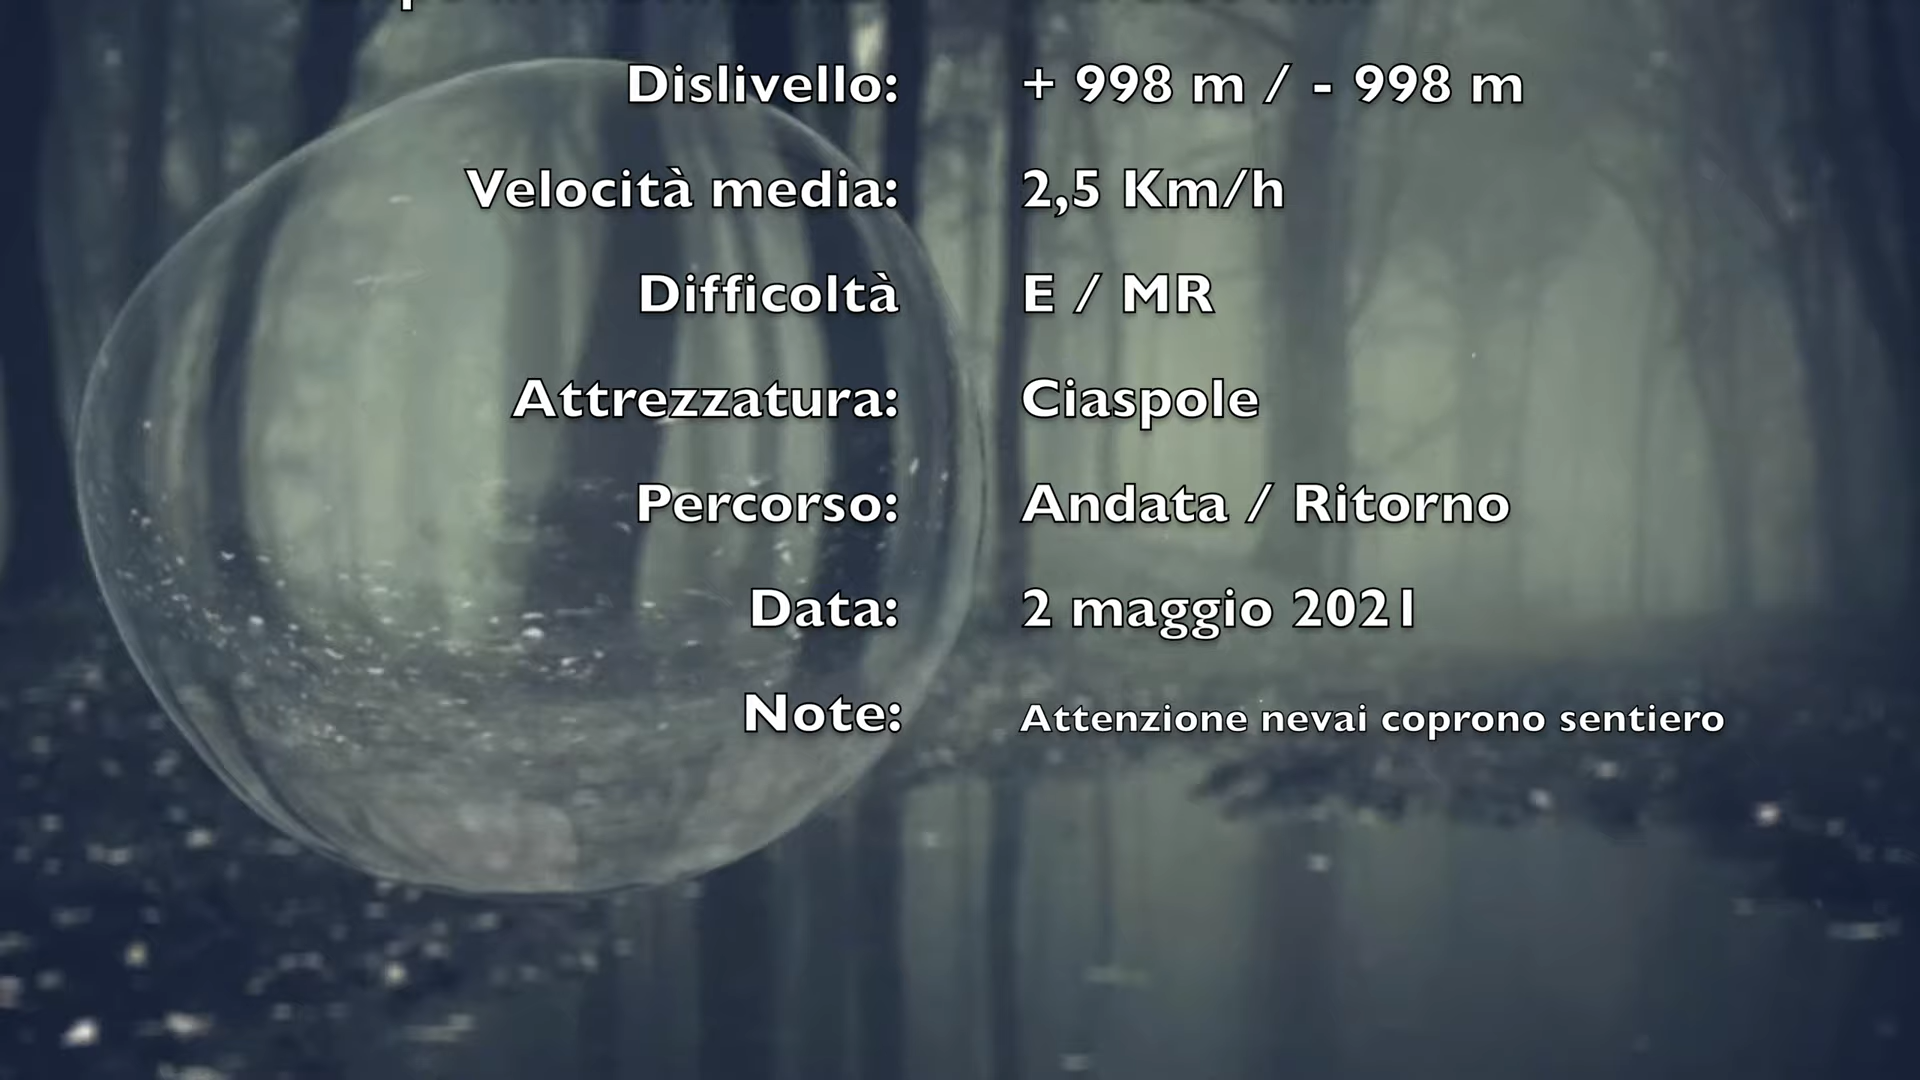 Dislivello: + 998 m / - 998 m
Velocità media: 2,5 Km/h
Difficoltà E / MR
Attrezzatura: Ciaspole
Percorso: Andata / Ritorno
Data: 2 maggio 2021
Note: Attenzione nevai coprono sentiero